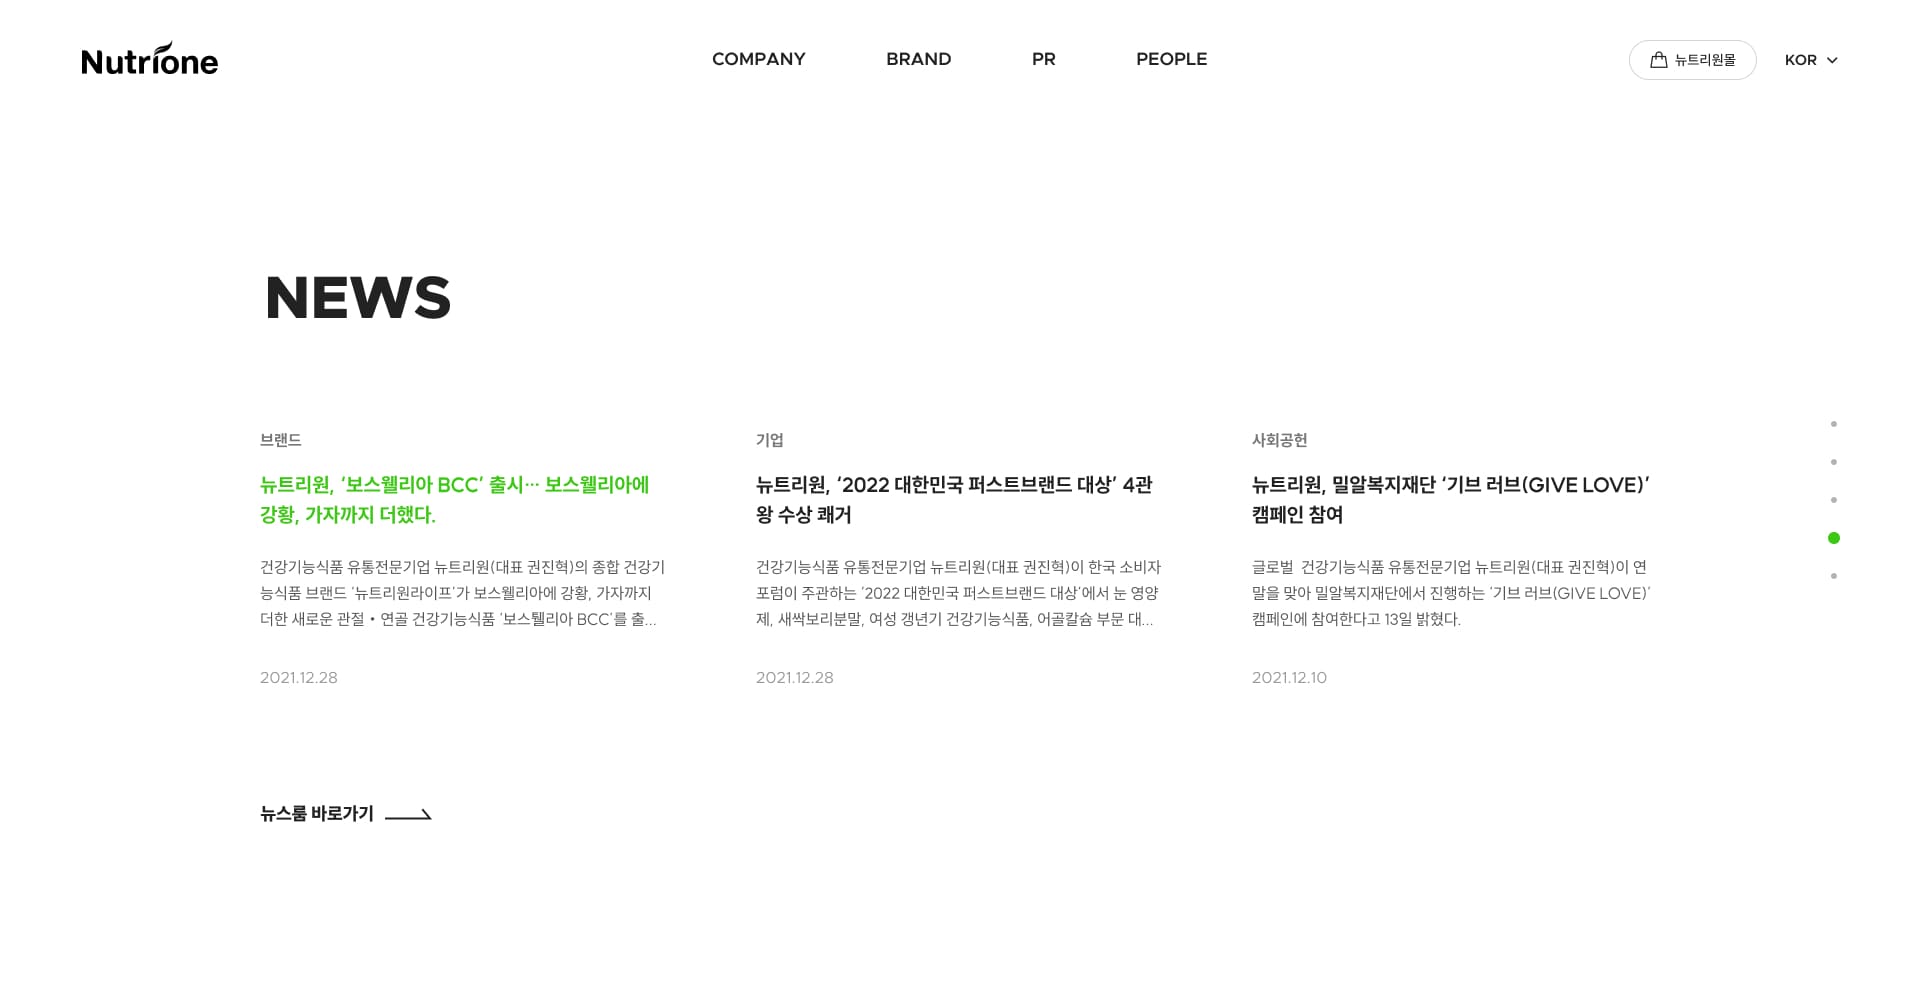 Nutrione
COMPANY BRAND PR PEOPLE
뉴트리원몰 KOR
NEWS
브랜드
뉴트리원, ‘보스웰리아 BCC’ 출시… 보스웰리아에
강황, 가자까지 더했다.
건강기능식품 유통전문기업 뉴트리원(대표 권진혁)의 종합 건강기
능식품 브랜드 ‘뉴트리원라이프’가 보스웰리아에 강황, 가자까지
더한 새로운 관절・연골 건강기능식품 ‘보스퉬리아 BCC’를 출...
2021.12.28
기업
뉴트리원, ‘2022 대한민국 퍼스트브랜드 대상’ 4관
왕 수상 쾌거
건강기능식품 유통전문기업 뉴트리원(대표 권진혁)이 한국 소비자
포럼이 주관하는 ‘2022 대한민국 퍼스트브랜드 대상’에서 눈 영양
제, 새싹보리분말, 여성 갱년기 건강기능식품, 어골칼슘 부문 대...
2021.12.28
사회공헌
뉴트리원, 밀알복지재단 ‘기브 러브(GIVE LOVE)’
캠페인 참여
글로벌 건강기능식품 유통전문기업 뉴트리원(대표 권진혁)이 연
말을 맞아 밀알복지재단에서 진행하는 ‘기브 러브(GIVE LOVE)’
캠페인에 참여한다고 13일 밝혔다.
2021.12.10
뉴스룸 바로가기